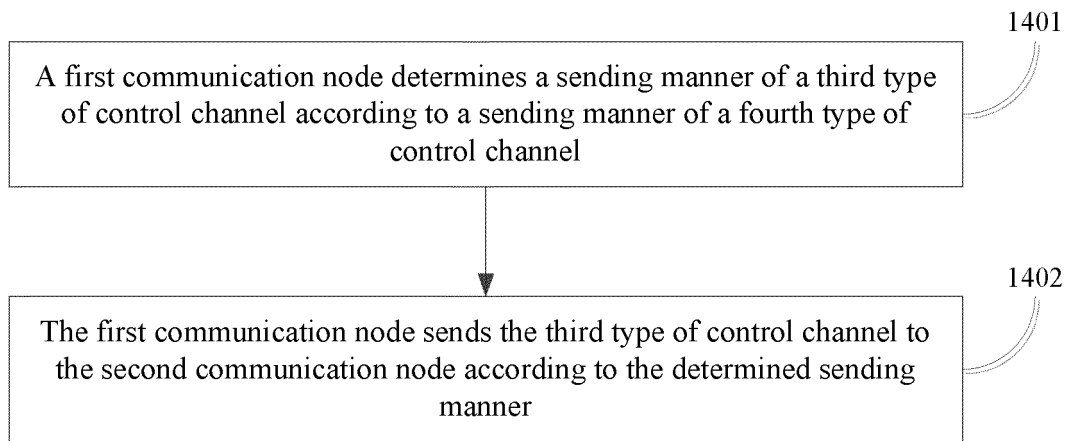 1401
A first communication node determines a sending manner of a third type
of control channel according to a sending manner of a fourth type of
control channel
1402
The first communication node sends the third type of control channel to
the second communication node according to the determined sending
manner